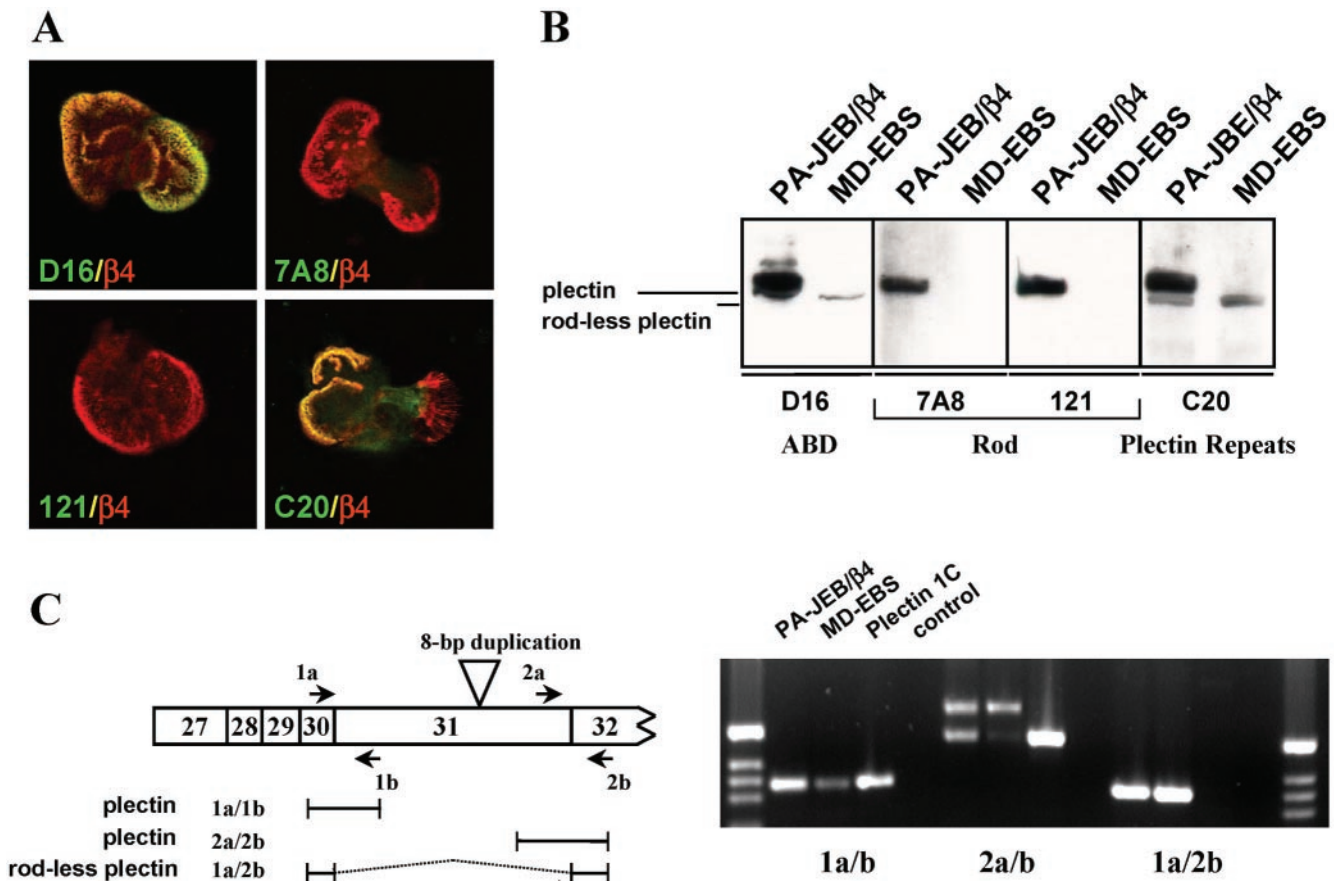 A
D16/β4
7A8/β4
121/β4
C20/β4
B
PA-JEB/β4
MD-EBS
PA-JEB/β4
MD-EBS
PA-JEB/β4
MD-EBS
PA-JBE/β4
MD-EBS
plectin
rod-less plectin
D16
7A8
121
C20
ABD
Rod
Plectin Repeats
C
8-bp duplication
1a
2a
27
28
29
30
31
32
1b
2b
plectin 1a/1b
plectin 2a/2b
rod-less plectin 1a/2b
PA-JEB/β4
MD-EBS
Plectin 1C
control
1a/b
2a/b
1a/2b